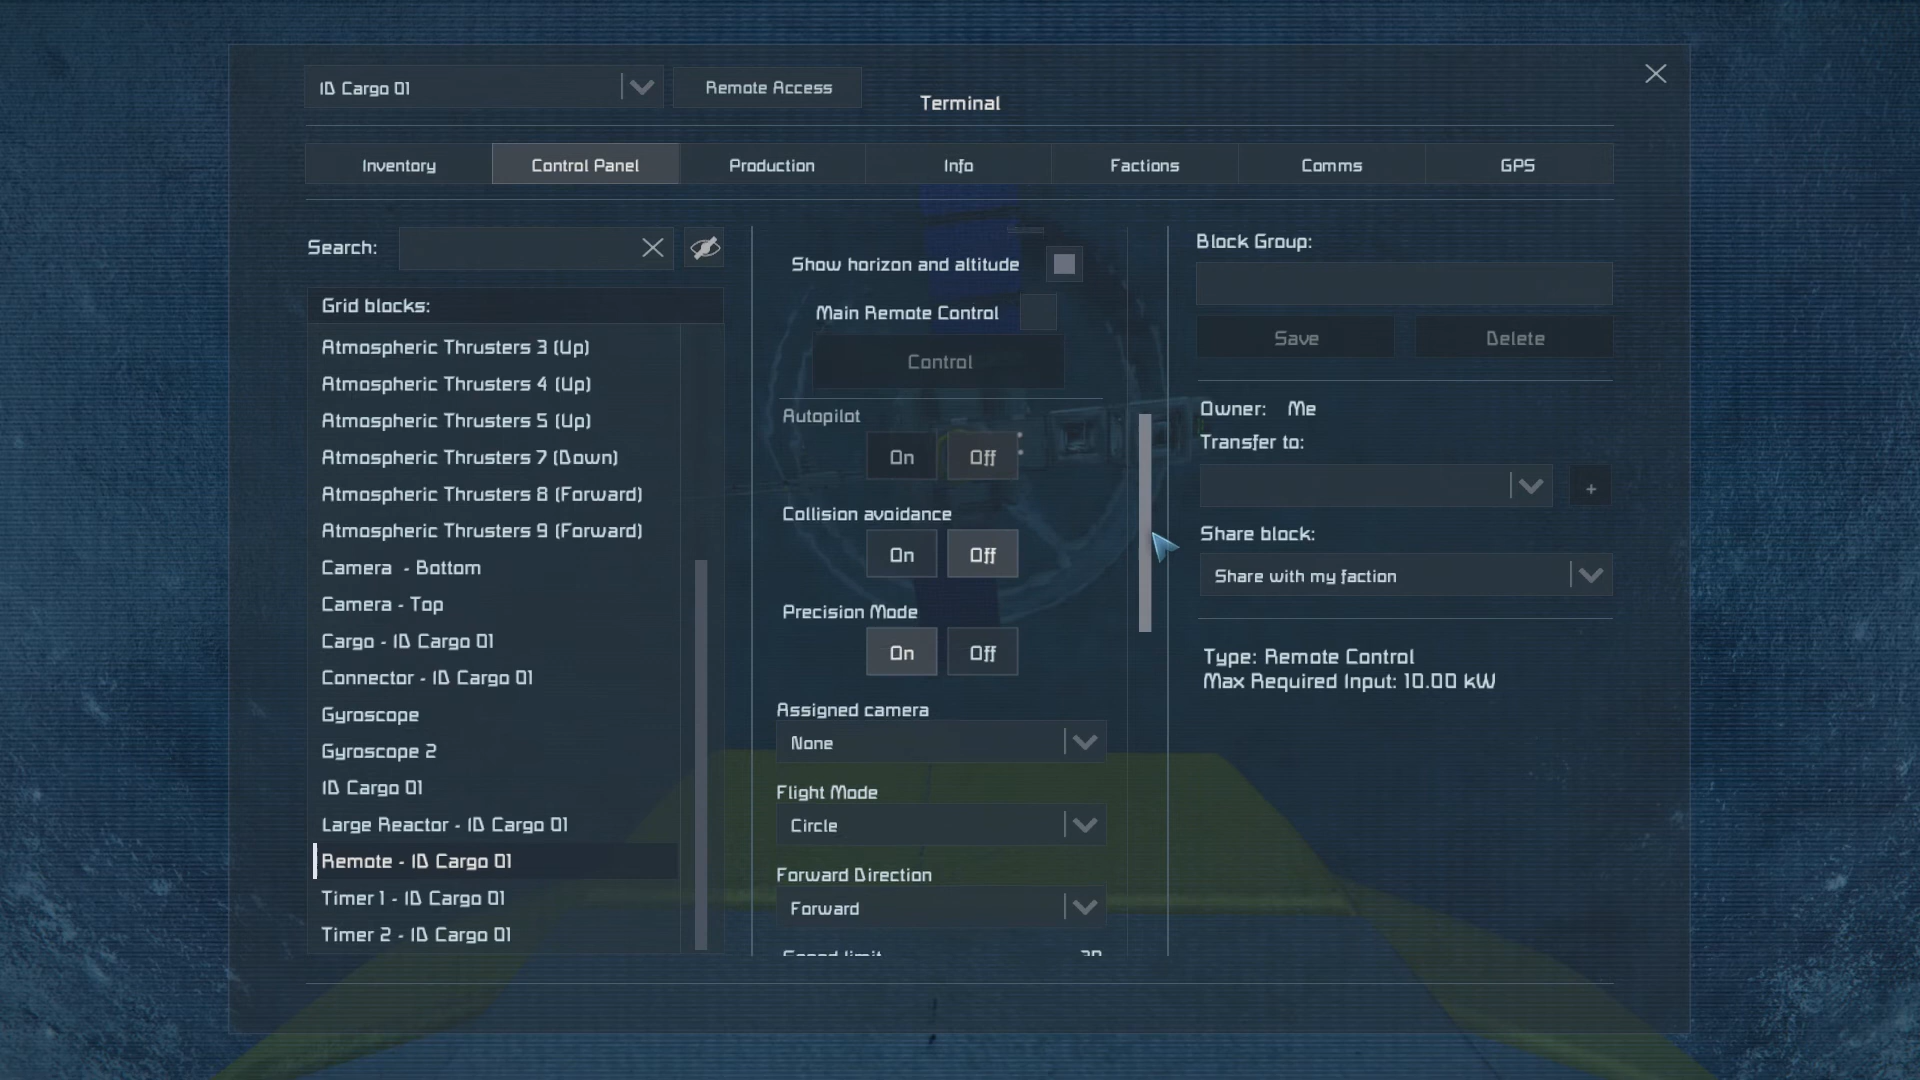 ID Cargo 01
Remote Access
Terminal
Inventory
Control Panel
Production
Info
Factions
Comms
GPS
Search:
Grid blocks:
Atmospheric Thrusters 3 (Up)
Atmospheric Thrusters 4 (Up)
Atmospheric Thrusters 5 (Up)
Atmospheric Thrusters 7 (Down)
Atmospheric Thrusters 8 (Forward)
Atmospheric Thrusters 9 (Forward)
Camera - Bottom
Camera - Top
Cargo - ID Cargo 01
Connector - ID Cargo 01
Gyroscope
Gyroscope 2
ID Cargo 01
Large Reactor - ID Cargo 01
Remote - ID Cargo 01
Timer 1 - ID Cargo 01
Timer 2 - ID Cargo 01
Show horizon and altitude
Main Remote Control
Control
Autopilot
On Off
Collision avoidance
On Off
Precision Mode
On Off
Assigned camera
None
Flight Mode
Circle
Forward Direction
Forward
Speed limit
Block Group:
Save
Delete
Owner: Me
Transfer to:
+
Share block:
Share with my faction
Type: Remote Control
Max Required Input: 10.00 kW